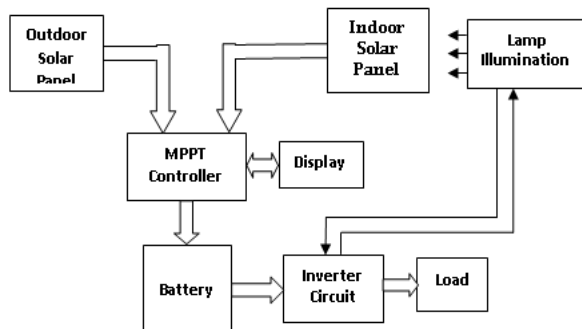 Outdoor
Solar
Panel
Indoor
Solar
Panel
Lamp
Illumination
MPPT
Controller
Display
Battery
Inverter
Circuit
Load